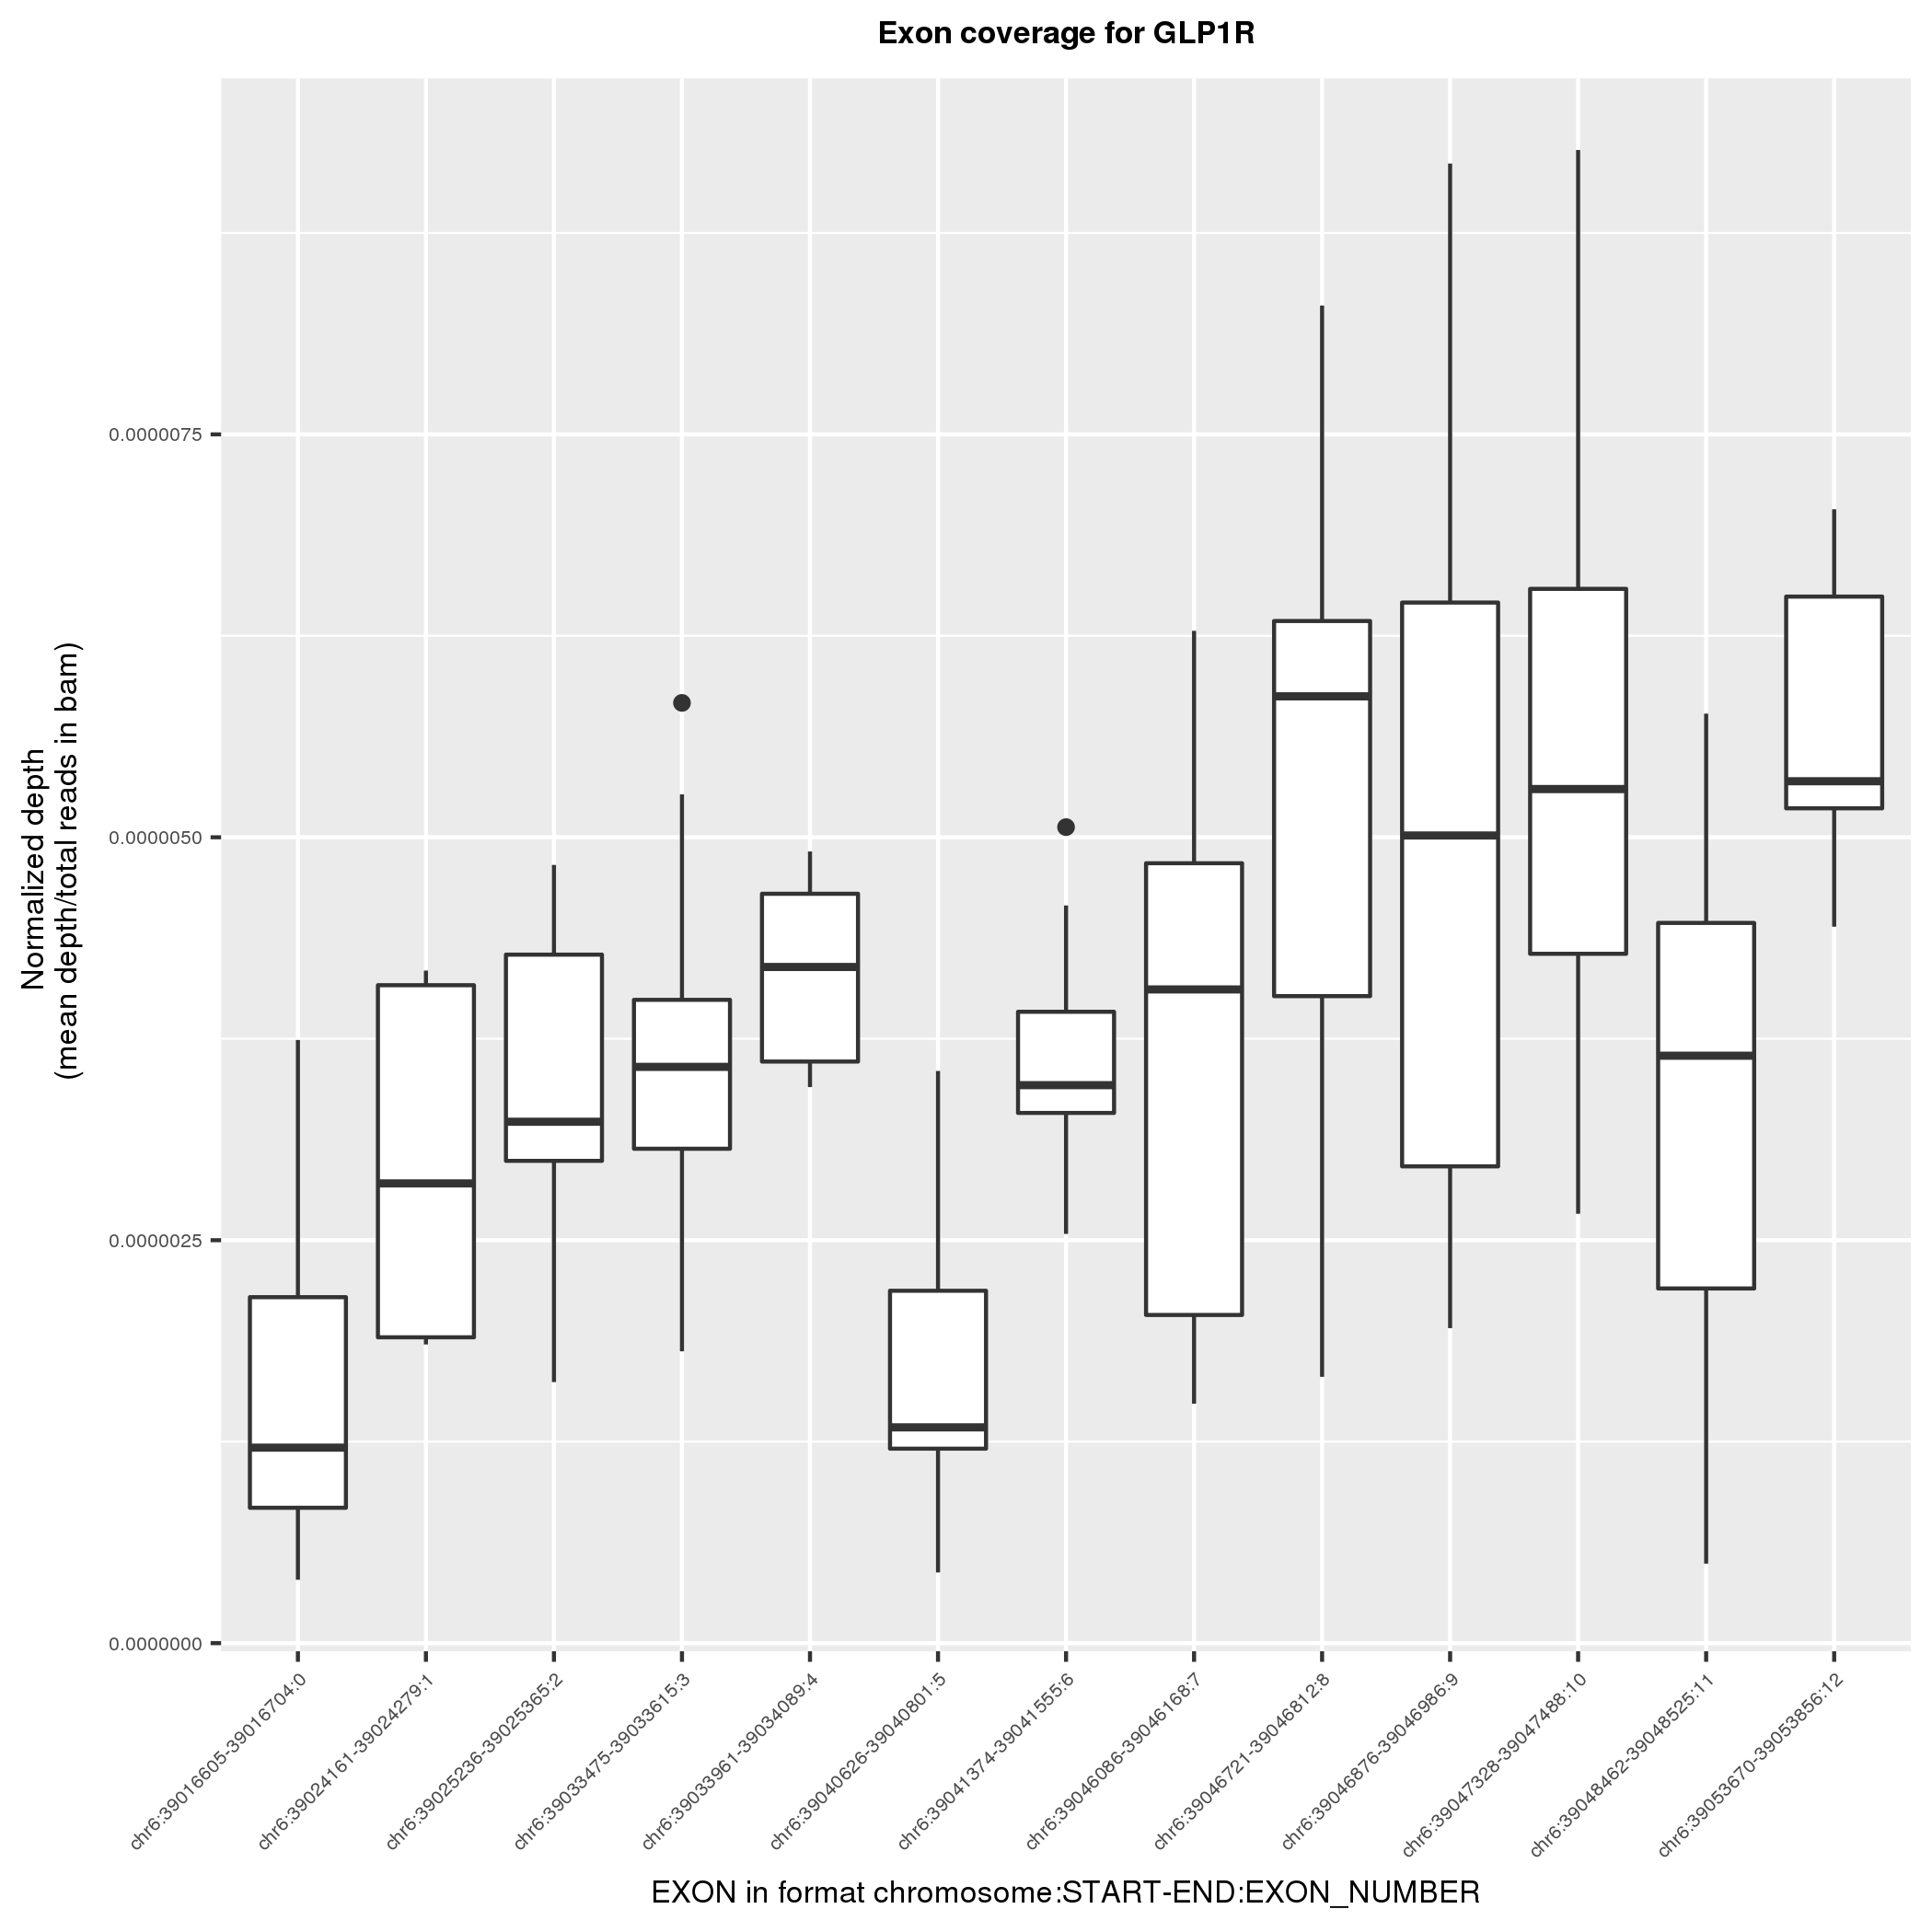 Exon coverage for GLP1R
Normalized depth
(mean depth/total reads in bam)
0.0000075
0.0000050
0.0000025
0.0000000
chr6:39016605-39016704:0
chr6:39024161-39024279:1
chr6:39025236-39025365:2
chr6:39033475-39033615:3
chr6:39033961-39034089:4
chr6:39040626-39040801:5
chr6:39041374-39041555:6
chr6:39046086-39046168:7
chr6:39046721-39046812:8
chr6:39046876-39046986:9
chr6:39047328-39047488:10
chr6:39048462-39048525:11
chr6:39053670-39053856:12
EXON in format chromosome:START-END:EXON_NUMBER